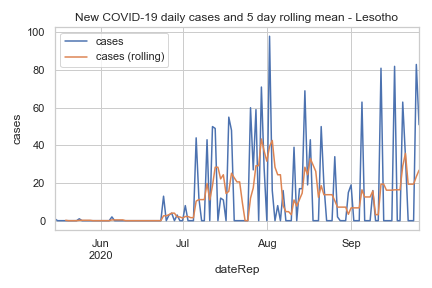 New COVID-19 daily cases and 5 day rolling mean - Lesotho
cases
cases (rolling)
100
80
60
40
20
0
cases
Jun
2020
Jul
Aug
Sep
dateRep